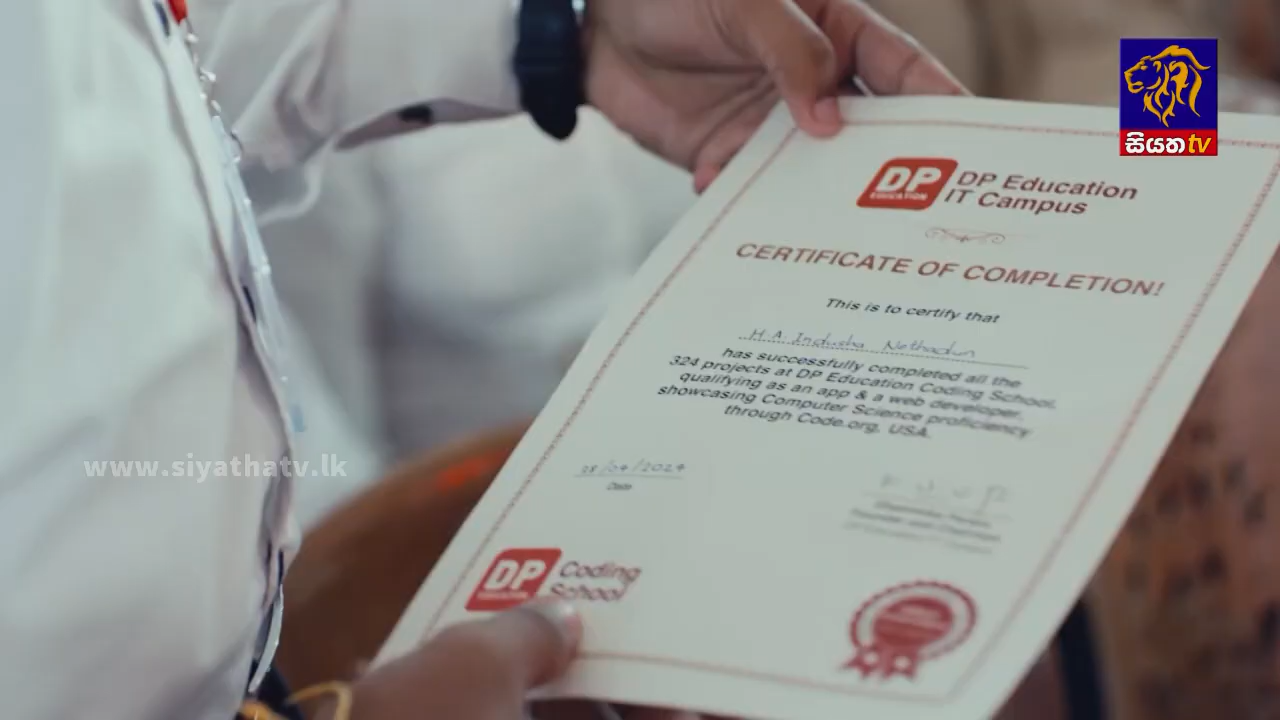 සියත tv
DP
EDUCATION
DP Education
IT Campus
CERTIFICATE OF COMPLETION!
This is to certify that
H.A. Indusha Nethadun
has successfully completed all the
324 projects at DP Education Coding School,
qualifying as an app & a web developer,
showcasing Computer Science proficiency
through Code.org, USA.
www.siyathatv.lk
28/04/2024
Date
DP
Coding
School